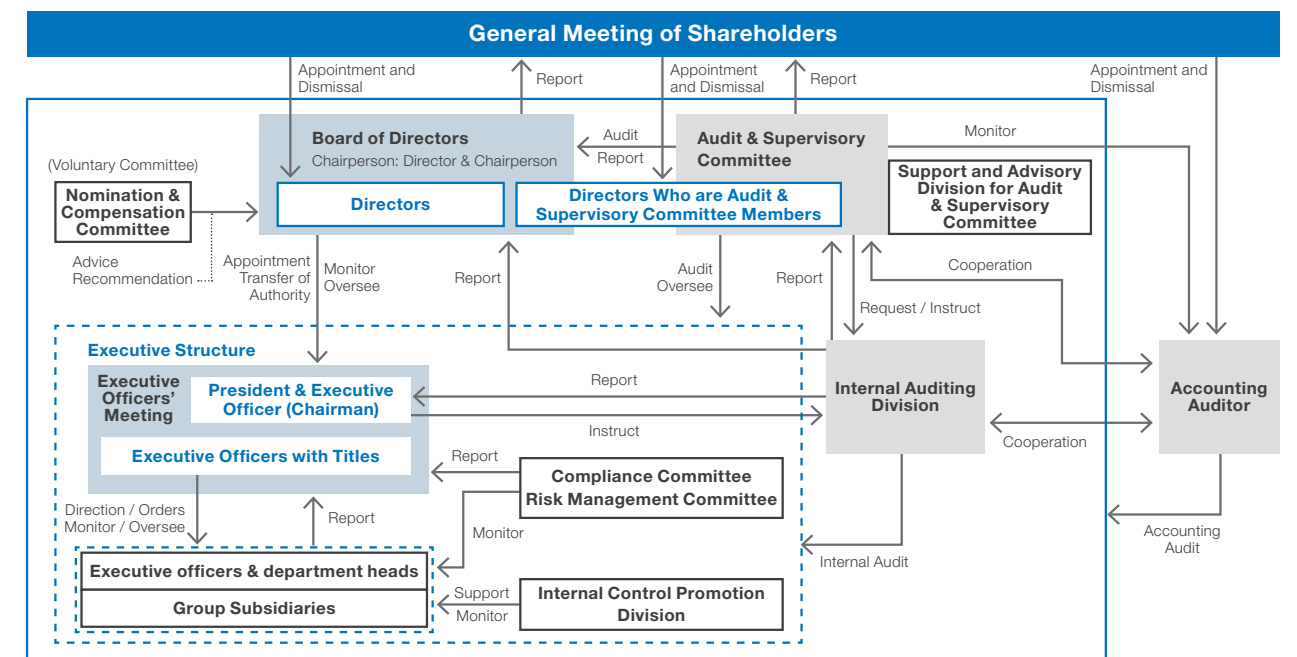 General Meeting of Shareholders
Appointment and
Dismissal
Report
Appointment
and Dismissal
Report
Appointment and
Dismissal
Board of Directors
Chairperson: Director & Chairperson
Audit
Report
Audit & Supervisory
Committee
Monitor
(Voluntary Committee)
Nomination &
Compensation
Committee
Directors
Directors Who are Audit &
Supervisory Committee Members
Support and Advisory
Division for Audit
& Supervisory
Committee
Advice
Recommendation
Appointment
Transfer of
Authority
Monitor
Oversee
Report
Audit
Oversee
Report
Cooperation
Request / Instruct
Executive Structure
Executive
Officers’
Meeting
President & Executive
Officer (Chairman)
Report
Internal Auditing
Division
Accounting
Auditor
Instruct
Cooperation
Executive Officers with Titles
Report
Compliance Committee
Risk Management Committee
Direction / Orders
Monitor / Oversee
Report
Monitor
Accounting
Audit
Internal Audit
Executive officers & department heads
Group Subsidiaries
Support
Monitor
Internal Control Promotion
Division